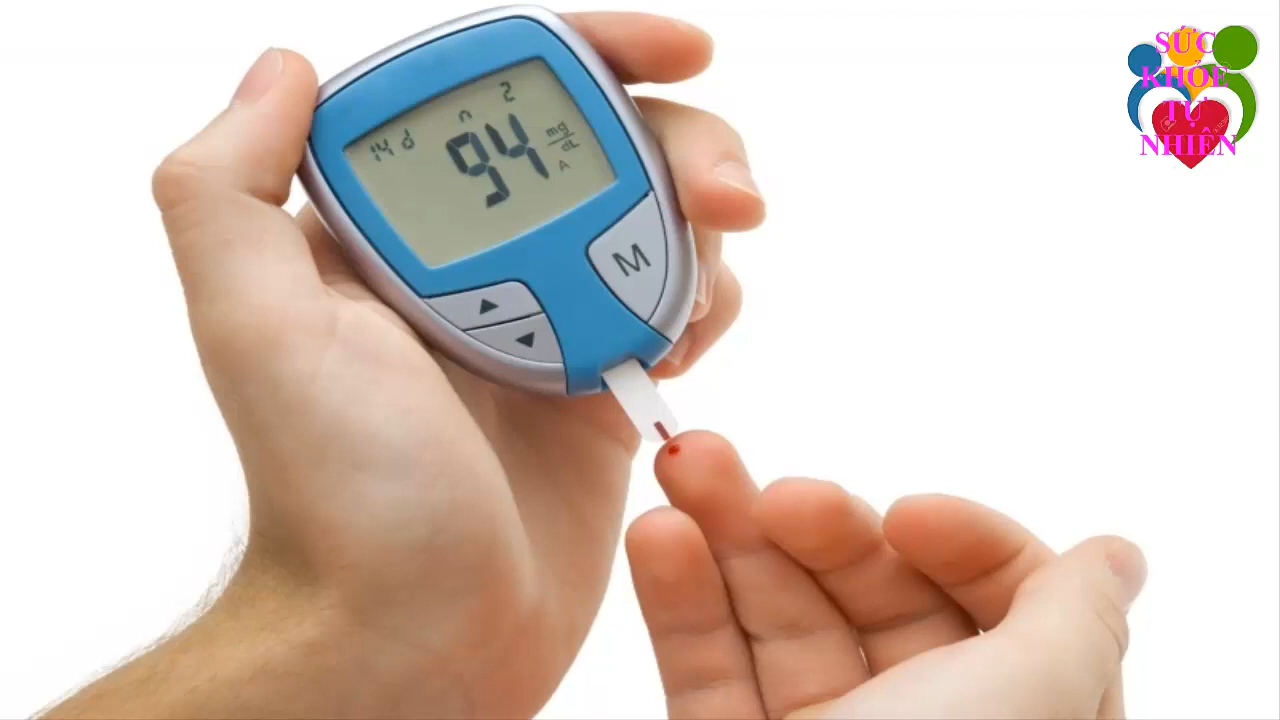 SỨC
KHỎE
TỰ
NHIÊN
14 d n 2
94 mg/dL
A
M